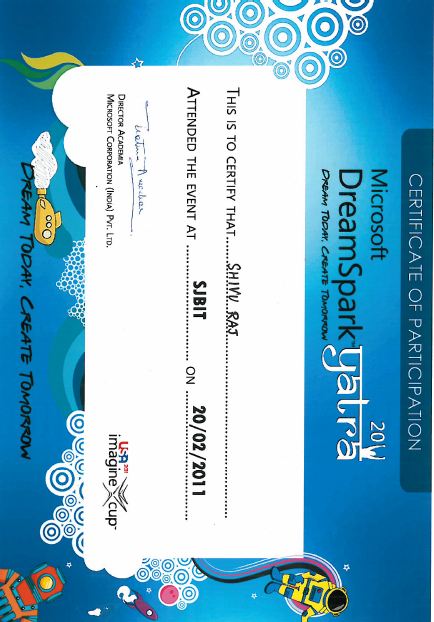 CERTIFICATE OF PARTICIPATION
Microsoft
DreamSpark yatra 2011
DREAM TODAY, CREATE TOMORROW
THIS IS TO CERTIFY THAT SHIVU RAJ
ATTENDED THE EVENT AT SJBIT ON 20/02/2011
DIRECTOR ACADEMIA
MICROSOFT CORPORATION (INDIA) PVT. LTD.
USA 2011
imagine cup
DREAM TODAY, CREATE TOMORROW